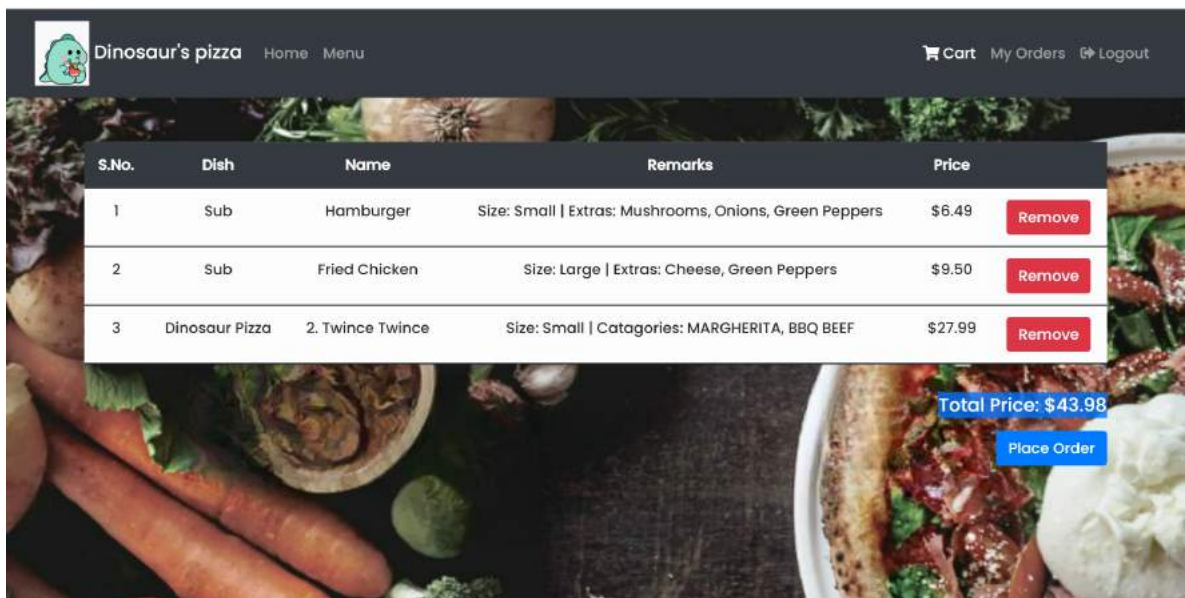 Dinosaur's pizza Home Menu Cart My Orders Logout
S.No. Dish Name Remarks Price
1 Sub Hamburger Size: Small | Extras: Mushrooms, Onions, Green Peppers $6.49 Remove
2 Sub Fried Chicken Size: Large | Extras: Cheese, Green Peppers $9.50 Remove
3 Dinosaur Pizza 2. Twince Twince Size: Small | Catagories: MARGHERITA, BBQ BEEF $27.99 Remove
Total Price: $43.98
Place Order